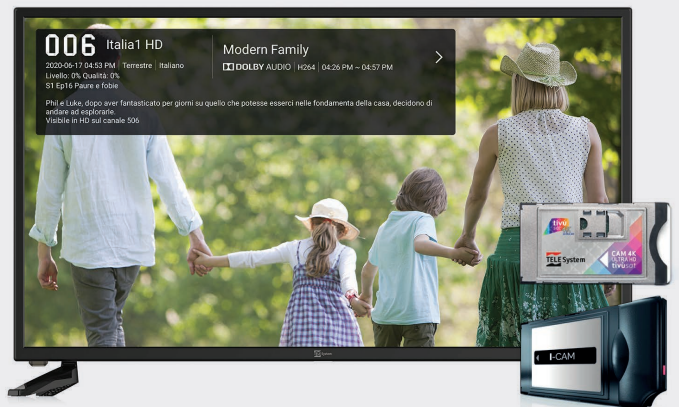 006 Italia1 HD
2020-06-17 04:53 PM | Terrestre | Italiano
Livello: 0% Qualità: 0%
S1 Ep16 Paure e fobie
Modern Family
DOLBY AUDIO | H264 | 04:26 PM ~ 04:57 PM
Phil e Luke, dopo aver fantasticato per giorni su quello che potesse esserci nelle fondamenta della casa, decidono di
andare ad esplorarle.
Visibile in HD sul canale 506
tivù
TELE System
CAM 4K
ULTRA HD
tivùsat
I-CAM